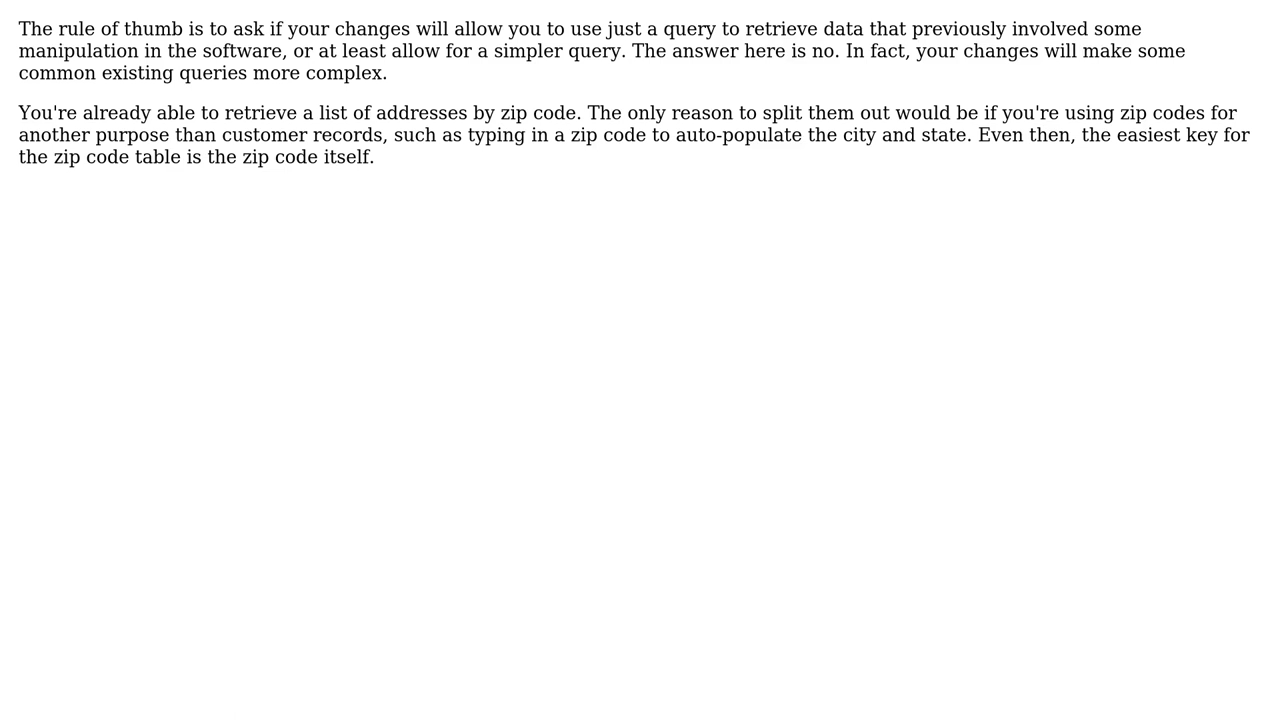 The rule of thumb is to ask if your changes will allow you to use just a query to retrieve data that previously involved some
manipulation in the software, or at least allow for a simpler query. The answer here is no. In fact, your changes will make some
common existing queries more complex.
You're already able to retrieve a list of addresses by zip code. The only reason to split them out would be if you're using zip codes for
another purpose than customer records, such as typing in a zip code to auto-populate the city and state. Even then, the easiest key for
the zip code table is the zip code itself.